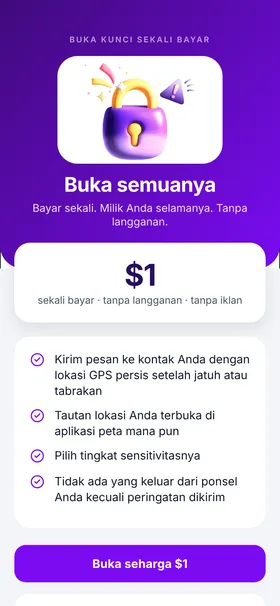 BUKA KUNCI SEKALI BAYAR
Buka semuanya
Bayar sekali. Milik Anda selamanya. Tanpa
langganan.
$1
sekali bayar · tanpa langganan · tanpa iklan
Kirim pesan ke kontak Anda dengan
lokasi GPS persis setelah jatuh atau
tabrakan
Tautan lokasi Anda terbuka di
aplikasi peta mana pun
Pilih tingkat sensitivitasnya
Tidak ada yang keluar dari ponsel
Anda kecuali peringatan dikirim
Buka seharga $1